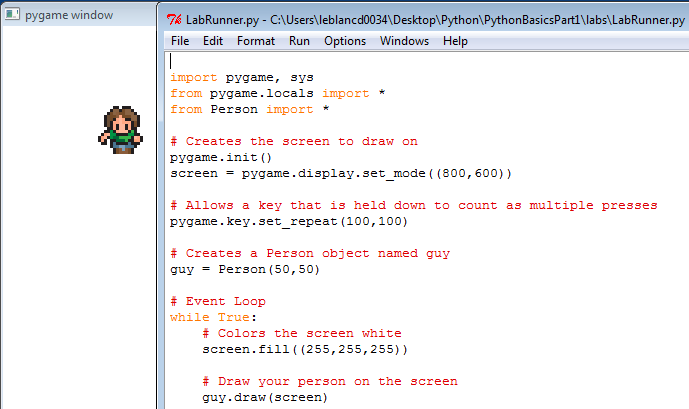 pygame window
LabRunner.py - C:\Users\leblancd0034\Desktop\Python\PythonBasicsPart1\labs\LabRunner.py
File Edit Format Run Options Windows Help
import pygame, sys
from pygame.locals import *
from Person import *
# Creates the screen to draw on
pygame.init()
screen = pygame.display.set_mode((800,600))
# Allows a key that is held down to count as multiple presses
pygame.key.set_repeat(100,100)
# Creates a Person object named guy
guy = Person(50,50)
# Event Loop
while True:
    # Colors the screen white
    screen.fill((255,255,255))
    # Draw your person on the screen
    guy.draw(screen)